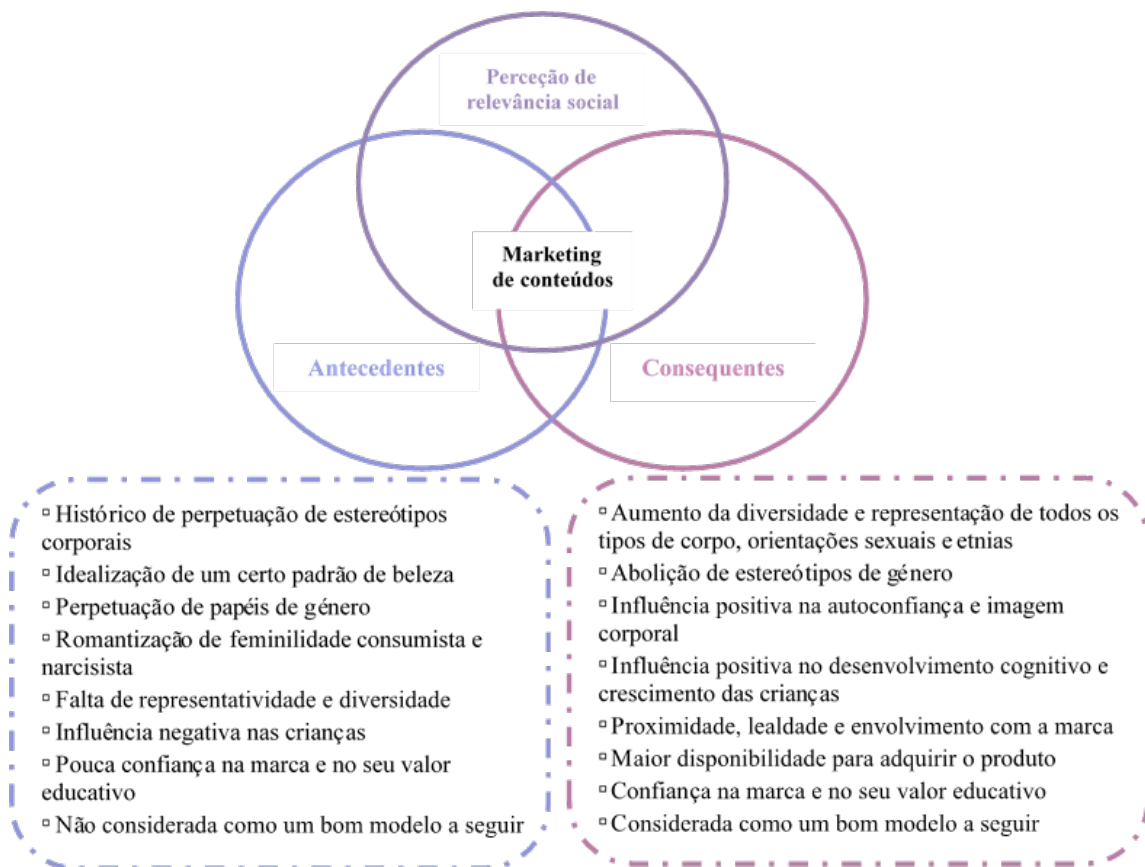 Perceção de
relevância social
Marketing
de conteúdos
Antecedentes
Consequentes
▫ Histórico de perpetuação de estereótipos
corporais
▫ Idealização de um certo padrão de beleza
▫ Perpetuação de papéis de género
▫ Romantização de feminilidade consumista e
narcisista
▫ Falta de representatividade e diversidade
▫ Influência negativa nas crianças
▫ Pouca confiança na marca e no seu valor
educativo
▫ Não considerada como um bom modelo a seguir
▫ Aumento da diversidade e representação de todos os
tipos de corpo, orientações sexuais e etnias
▫ Abolição de estereótipos de género
▫ Influência positiva na autoconfiança e imagem
corporal
▫ Influência positiva no desenvolvimento cognitivo e
crescimento das crianças
▫ Proximidade, lealdade e envolvimento com a marca
▫ Maior disponibilidade para adquirir o produto
▫ Confiança na marca e no seu valor educativo
▫ Considerada como um bom modelo a seguir